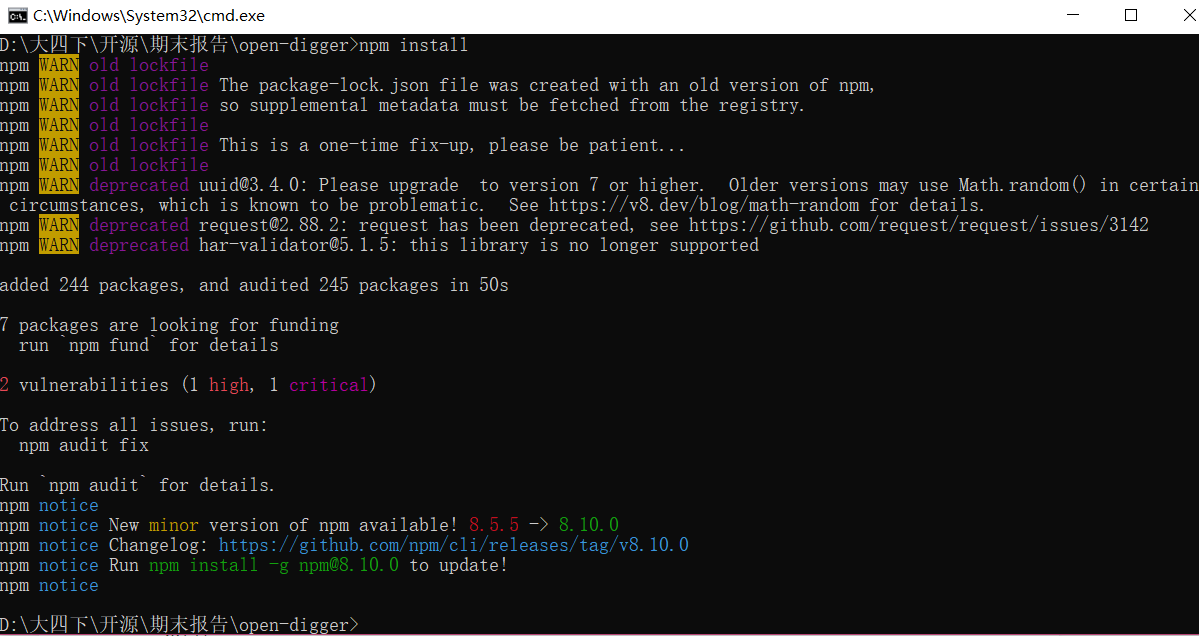 C:\Windows\System32\cmd.exe
D:\大四下\开源\期末报告\open-digger>npm install
npm WARN old lockfile
npm WARN old lockfile The package-lock.json file was created with an old version of npm,
npm WARN old lockfile so supplemental metadata must be fetched from the registry.
npm WARN old lockfile
npm WARN old lockfile This is a one-time fix-up, please be patient...
npm WARN old lockfile
npm WARN deprecated uuid@3.4.0: Please upgrade  to version 7 or higher.  Older versions may use Math.random() in certain
 circumstances, which is known to be problematic.  See https://v8.dev/blog/math-random for details.
npm WARN deprecated request@2.88.2: request has been deprecated, see https://github.com/request/request/issues/3142
npm WARN deprecated har-validator@5.1.5: this library is no longer supported
added 244 packages, and audited 245 packages in 50s
7 packages are looking for funding
  run `npm fund` for details
2 vulnerabilities (1 high, 1 critical)
To address all issues, run:
  npm audit fix
Run `npm audit` for details.
npm notice
npm notice New minor version of npm available! 8.5.5 -> 8.10.0
npm notice Changelog: https://github.com/npm/cli/releases/tag/v8.10.0
npm notice Run npm install -g npm@8.10.0 to update!
npm notice
D:\大四下\开源\期末报告\open-digger>